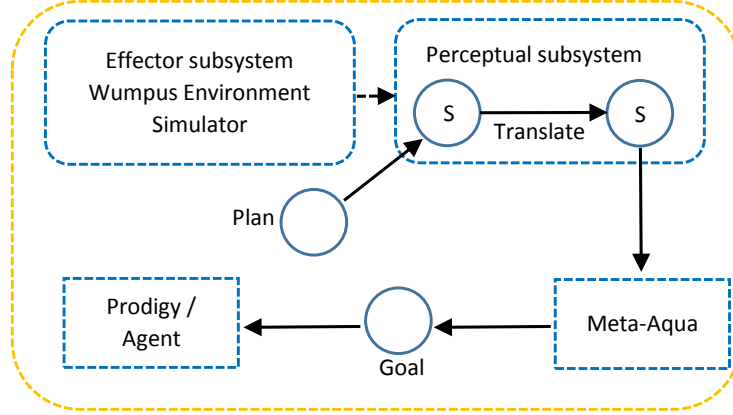 Effector subsystem
Wumpus Environment
Simulator
Perceptual subsystem
S
S
Translate
Plan
Prodigy /
Agent
Goal
Meta-Aqua